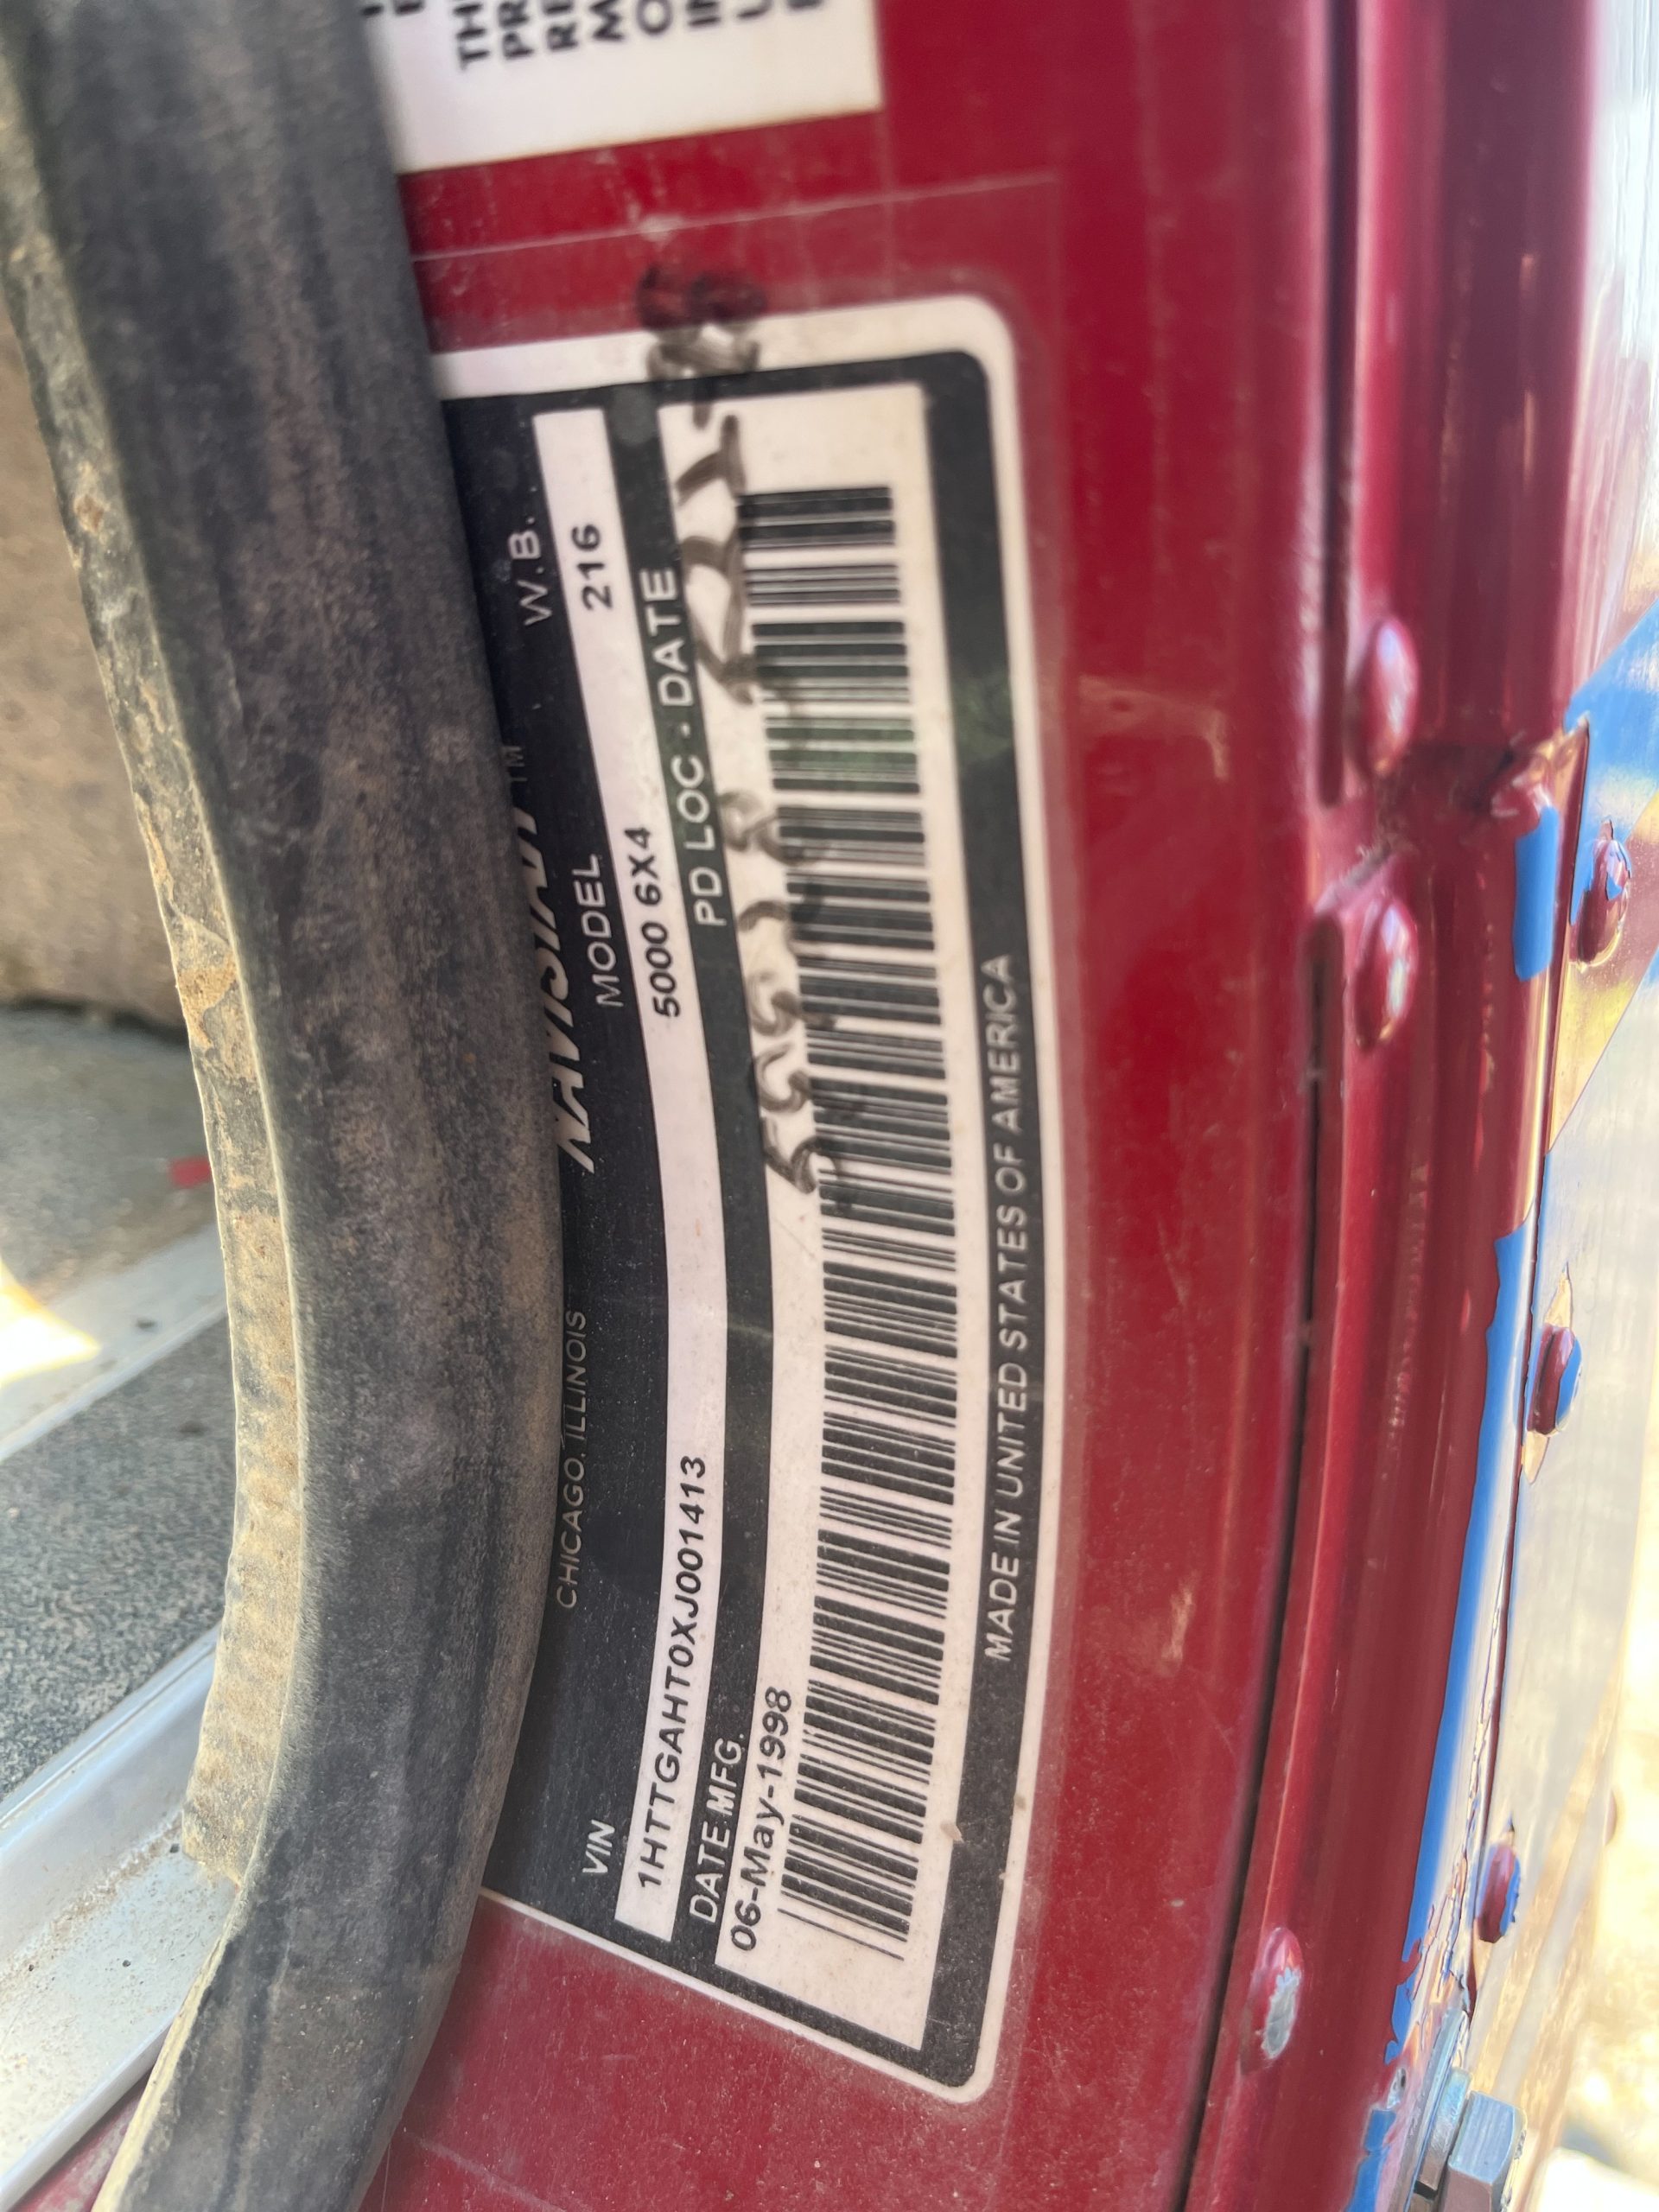 NAVISTAR™
CHICAGO, ILLINOIS
VIN MODEL W.B.
1HTTGAHT0XJ001413 5000 6X4 216
DATE MFG. PD LOC - DATE
06-May-1998
MADE IN UNITED STATES OF AMERICA